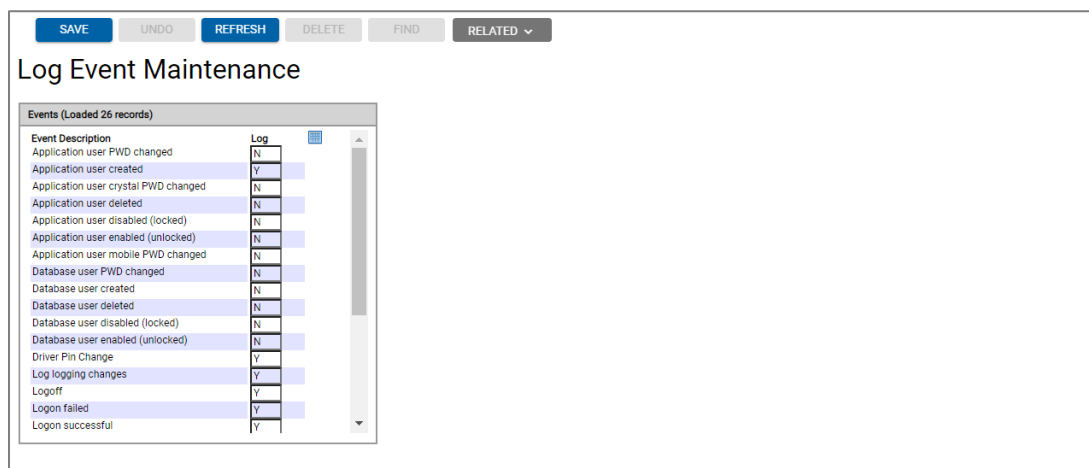 SAVE UNDO REFRESH DELETE FIND RELATED
Log Event Maintenance
Events (Loaded 26 records)
Event Description Log
Application user PWD changed N
Application user created Y
Application user crystal PWD changed N
Application user deleted N
Application user disabled (locked) N
Application user enabled (unlocked) N
Application user mobile PWD changed N
Database user PWD changed N
Database user created N
Database user deleted N
Database user disabled (locked) N
Database user enabled (unlocked) N
Driver Pin Change Y
Log logging changes Y
Logoff Y
Logon failed Y
Logon successful Y